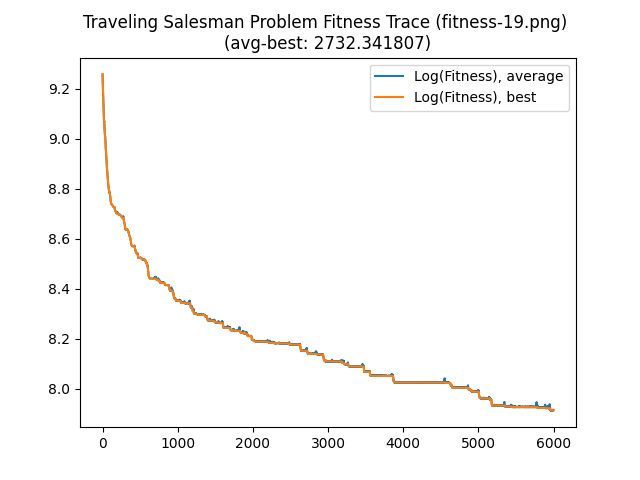 Traveling Salesman Problem Fitness Trace (fitness-19.png)
(avg-best: 2732.341807)
Log(Fitness), average
Log(Fitness), best
9.2
9.0
8.8
8.6
8.4
8.2
8.0
0 1000 2000 3000 4000 5000 6000